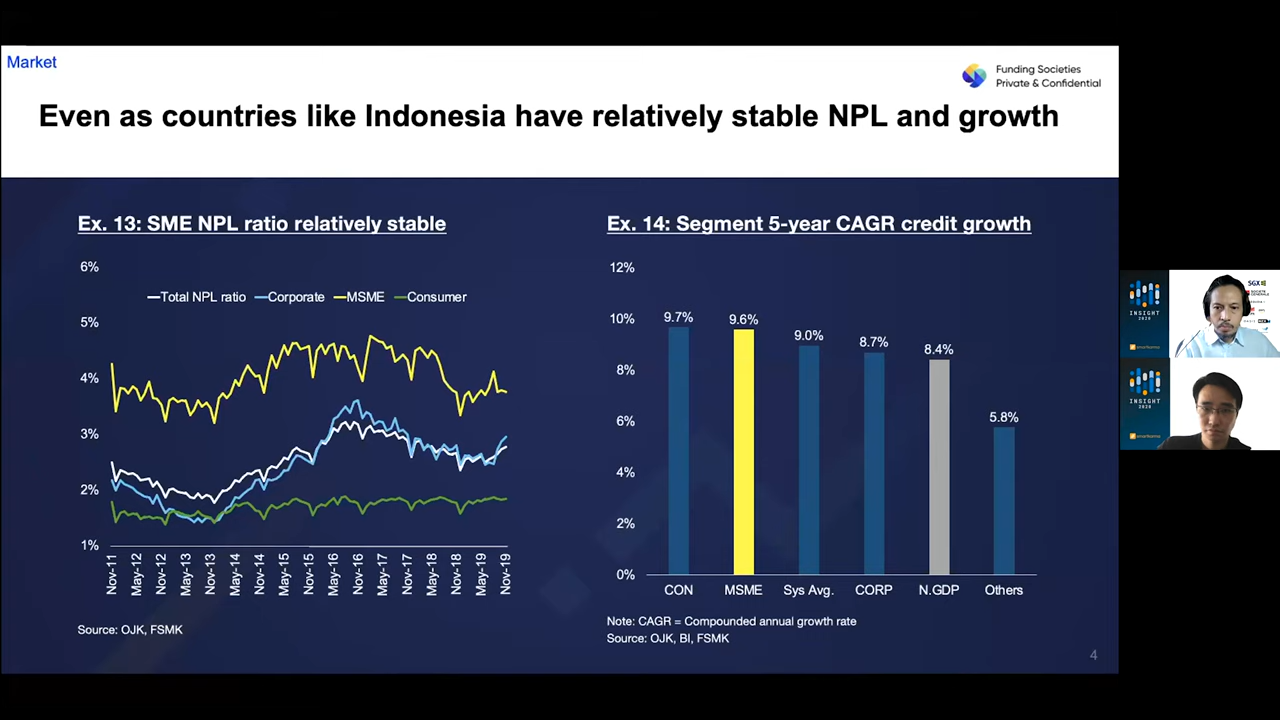 Market
Funding Societies
Private & Confidential
Even as countries like Indonesia have relatively stable NPL and growth
Ex. 13: SME NPL ratio relatively stable
6%
5%
4%
3%
2%
1%
Total NPL ratio
Corporate
MSME
Consumer
Nov-11
May-12
Nov-12
May-13
Nov-13
May-14
Nov-14
May-15
Nov-15
May-16
Nov-16
May-17
Nov-17
May-18
Nov-18
May-19
Nov-19
Source: OJK, FSMK
Ex. 14: Segment 5-year CAGR credit growth
12%
10%
8%
6%
4%
2%
0%
9.7%
9.6%
9.0%
8.7%
8.4%
5.8%
CON
MSME
Sys Avg.
CORP
N.GDP
Others
Note: CAGR = Compounded annual growth rate
Source: OJK, BI, FSMK
4
INSIGHT
2020
smartkarma
SGX
INSIGHT
2020
smartkarma